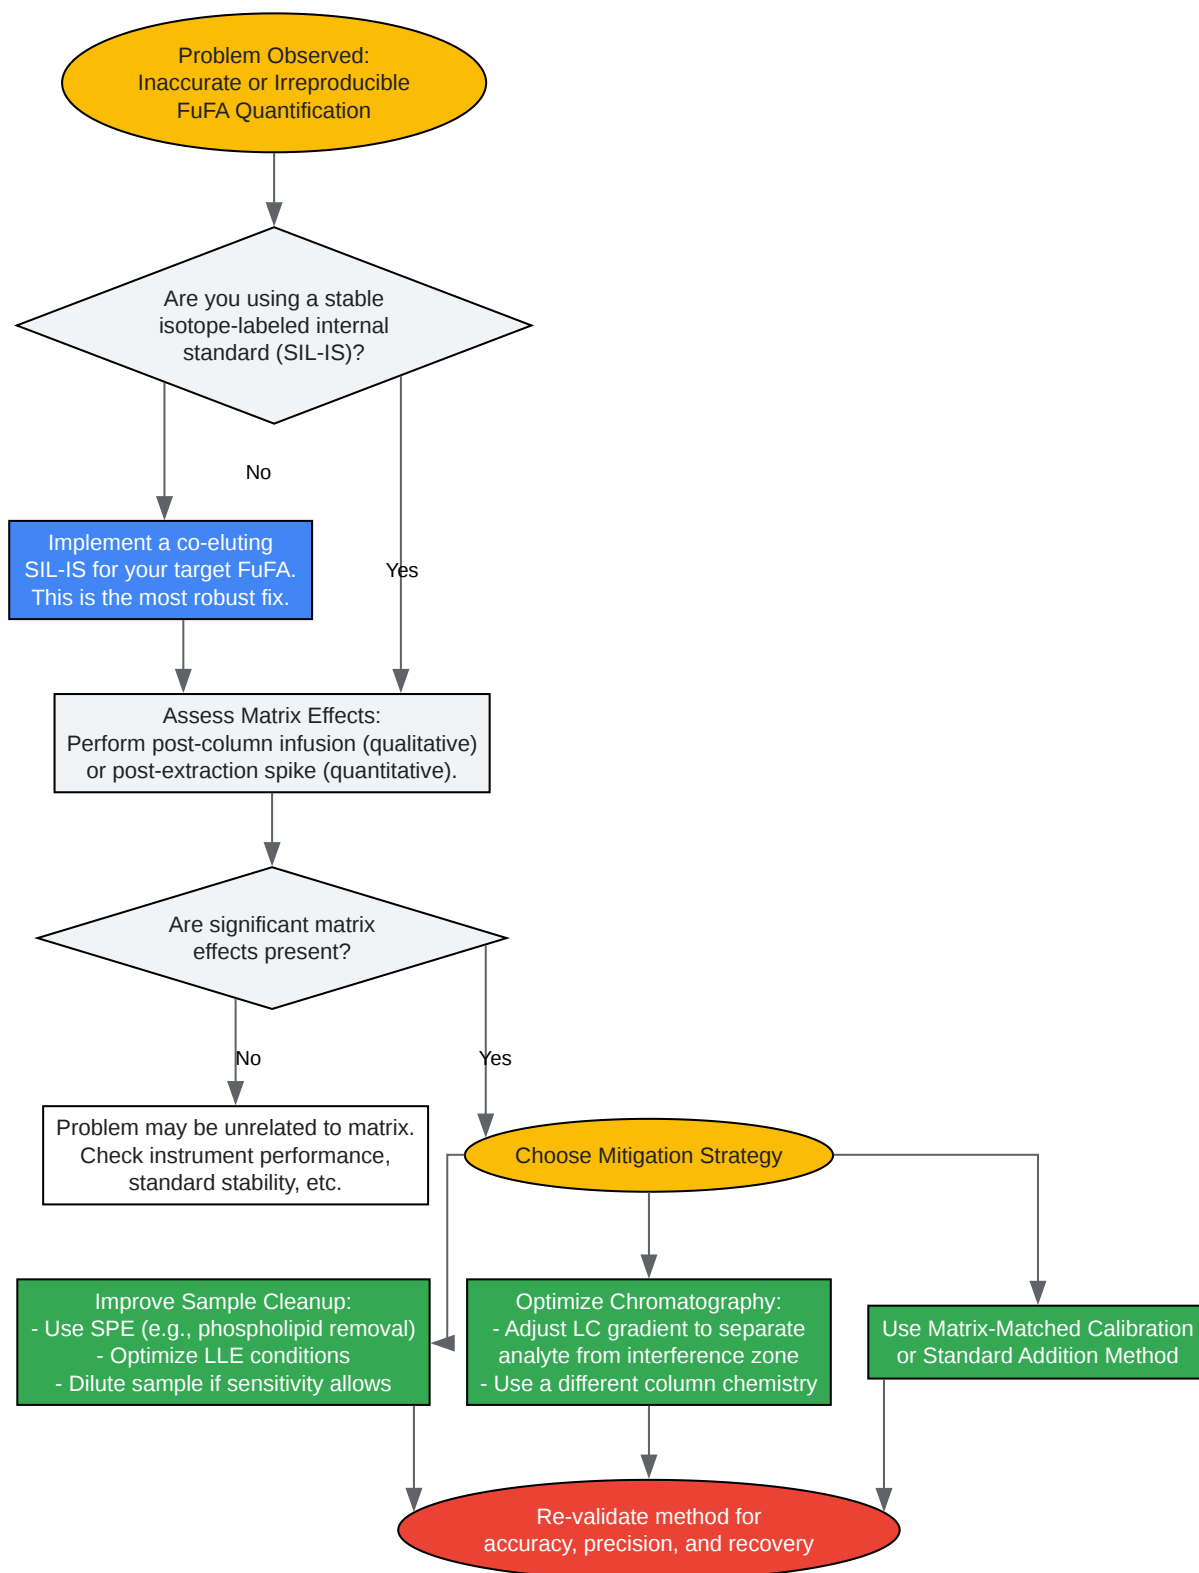 Problem Observed:
Inaccurate or Irreproducible
FuFA Quantification
Are you using a stable
isotope-labeled internal
standard (SIL-IS)?
No
Implement a co-eluting
SIL-IS for your target FuFA.
This is the most robust fix.
Yes
Assess Matrix Effects:
Perform post-column infusion (qualitative)
or post-extraction spike (quantitative).
Are significant matrix
effects present?
No
Yes
Problem may be unrelated to matrix.
Check instrument performance,
standard stability, etc.
Choose Mitigation Strategy
Improve Sample Cleanup:
- Use SPE (e.g., phospholipid removal)
- Optimize LLE conditions
- Dilute sample if sensitivity allows
Optimize Chromatography:
- Adjust LC gradient to separate
analyte from interference zone
- Use a different column chemistry
Use Matrix-Matched Calibration
or Standard Addition Method
Re-validate method for
accuracy, precision, and recovery